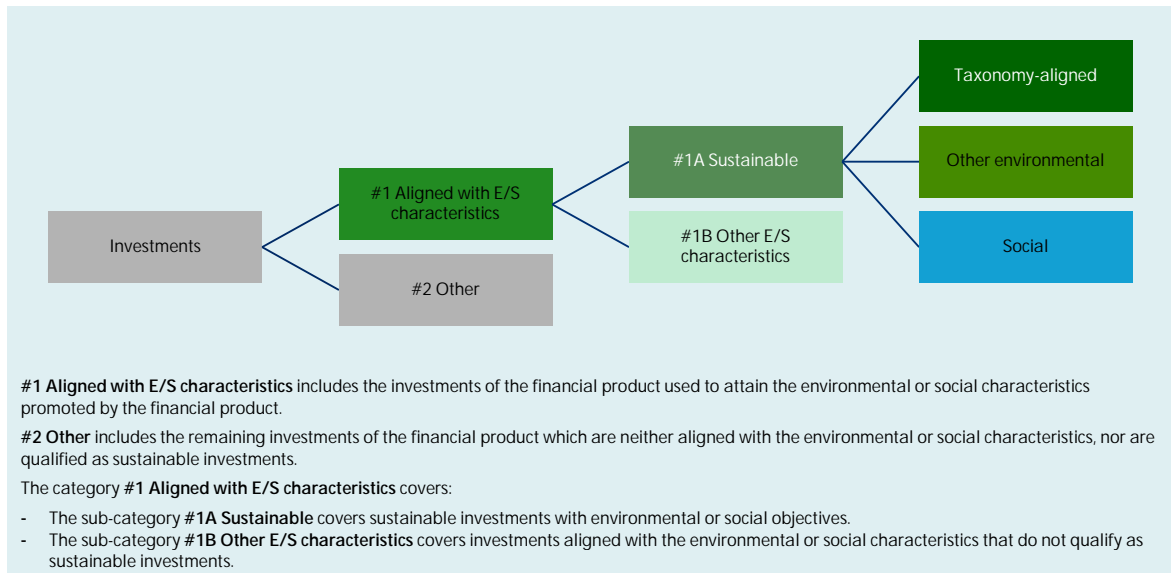 Taxonomy-aligned
#1A Sustainable
Other environmental
#1 Aligned with E/S
characteristics
Investments
#1B Other E/S
characteristics
Social
#2 Other
#1 Aligned with E/S characteristics includes the investments of the financial product used to attain the environmental or social characteristics
promoted by the financial product.
#2 Other includes the remaining investments of the financial product which are neither aligned with the environmental or social characteristics, nor are
qualified as sustainable investments.
The category #1 Aligned with E/S characteristics covers:
- The sub-category #1A Sustainable covers sustainable investments with environmental or social objectives.
- The sub-category #1B Other E/S characteristics covers investments aligned with the environmental or social characteristics that do not qualify as
sustainable investments.